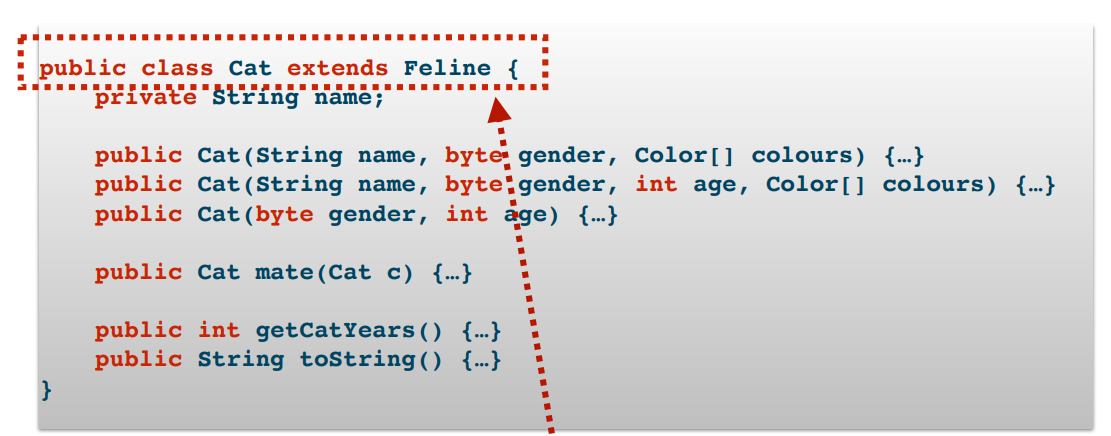 public class Cat extends Feline {
    private String name;

    public Cat(String name, byte gender, Color[] colours) {…}
    public Cat(String name, byte gender, int age, Color[] colours) {…}
    public Cat(byte gender, int age) {…}

    public Cat mate(Cat c) {…}

    public int getCatYears() {…}
    public String toString() {…}
}